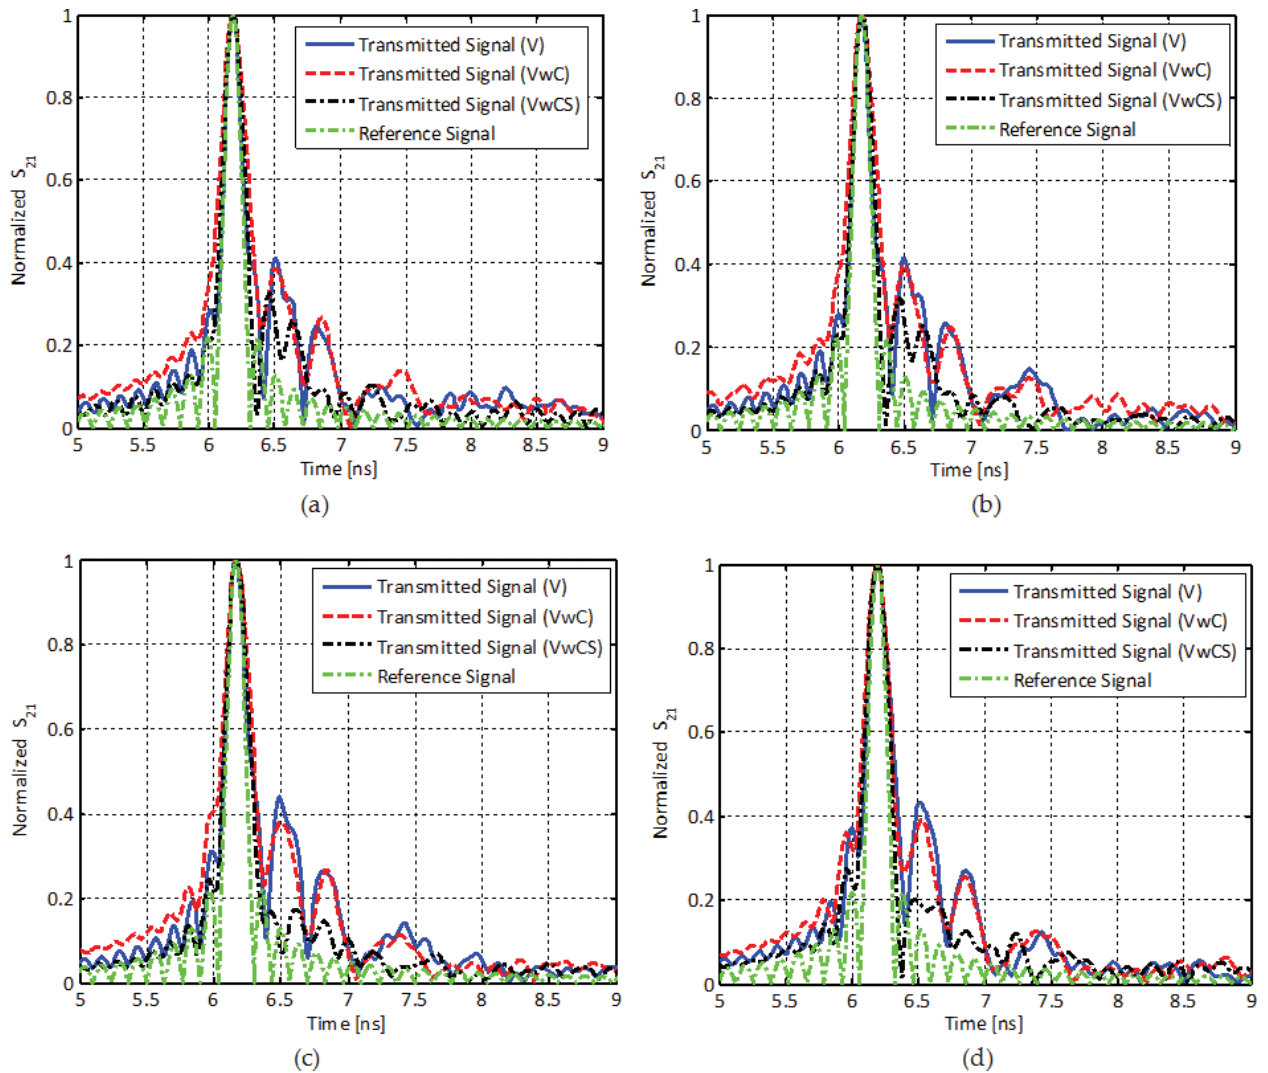 1
0.8
0.6
0.4
0.2
0
Normalized S21
Transmitted Signal (V)
Transmitted Signal (VwC)
Transmitted Signal (VwCS)
Reference Signal
5 5.5 6 6.5 7 7.5 8 8.5 9
Time [ns]
(a)
1
0.8
0.6
0.4
0.2
0
Normalized S21
Transmitted Signal (V)
Transmitted Signal (VwC)
Transmitted Signal (VwCS)
Reference Signal
5 5.5 6 6.5 7 7.5 8 8.5 9
Time [ns]
(b)
1
0.8
0.6
0.4
0.2
0
Normalized S21
Transmitted Signal (V)
Transmitted Signal (VwC)
Transmitted Signal (VwCS)
Reference Signal
5 5.5 6 6.5 7 7.5 8 8.5 9
Time [ns]
(c)
1
0.8
0.6
0.4
0.2
0
Normalized S21
Transmitted Signal (V)
Transmitted Signal (VwC)
Transmitted Signal (VwCS)
Reference Signal
5 5.5 6 6.5 7 7.5 8 8.5 9
Time [ns]
(d)